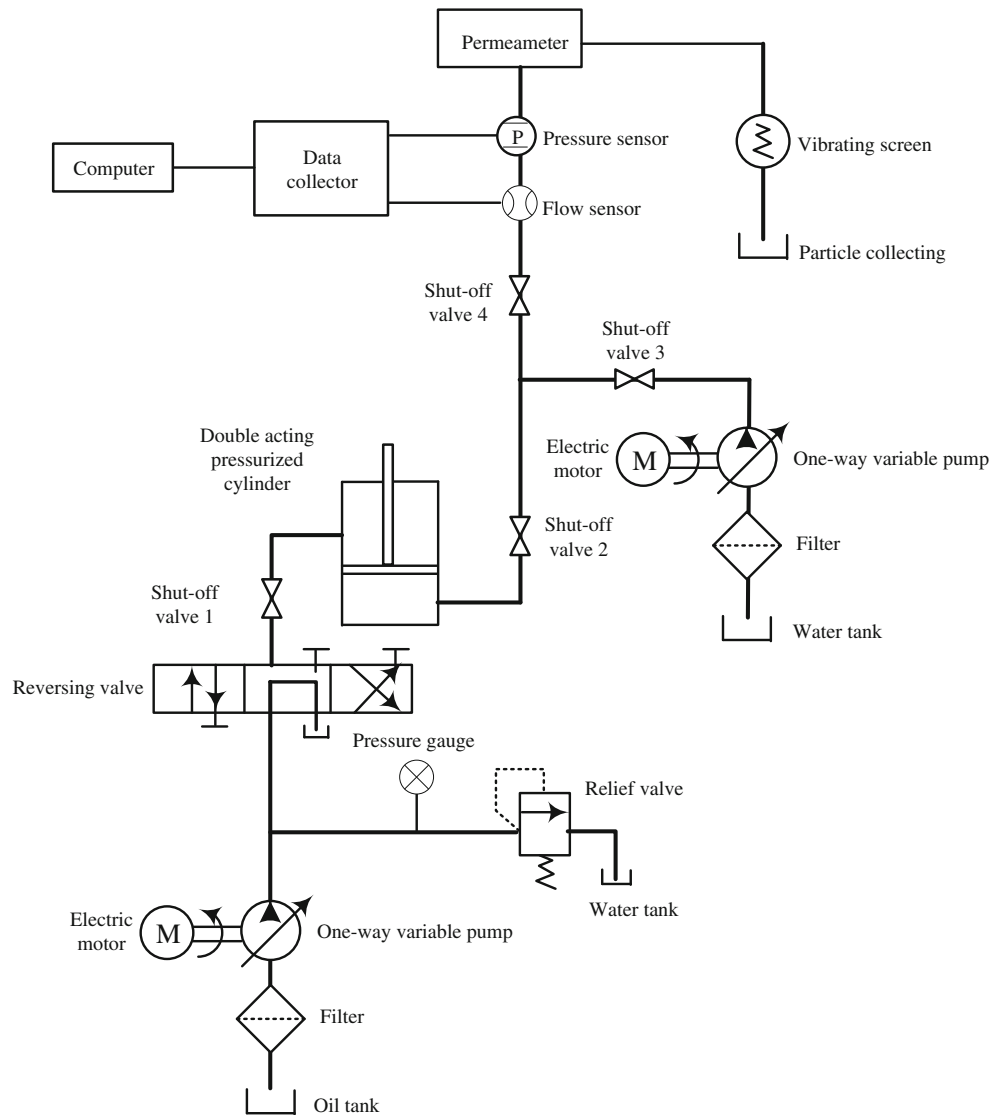 Permeameter
P
Pressure sensor
Vibrating screen
Computer
Data
collector
Flow sensor
Particle collecting
Shut-off
valve 4
Shut-off
valve 3
Double acting
pressurized
cylinder
Electric
motor
M
One-way variable pump
Shut-off
valve 2
Filter
Shut-off
valve 1
Water tank
Reversing valve
Pressure gauge
Relief valve
Water tank
Electric
motor
M
One-way variable pump
Filter
Oil tank